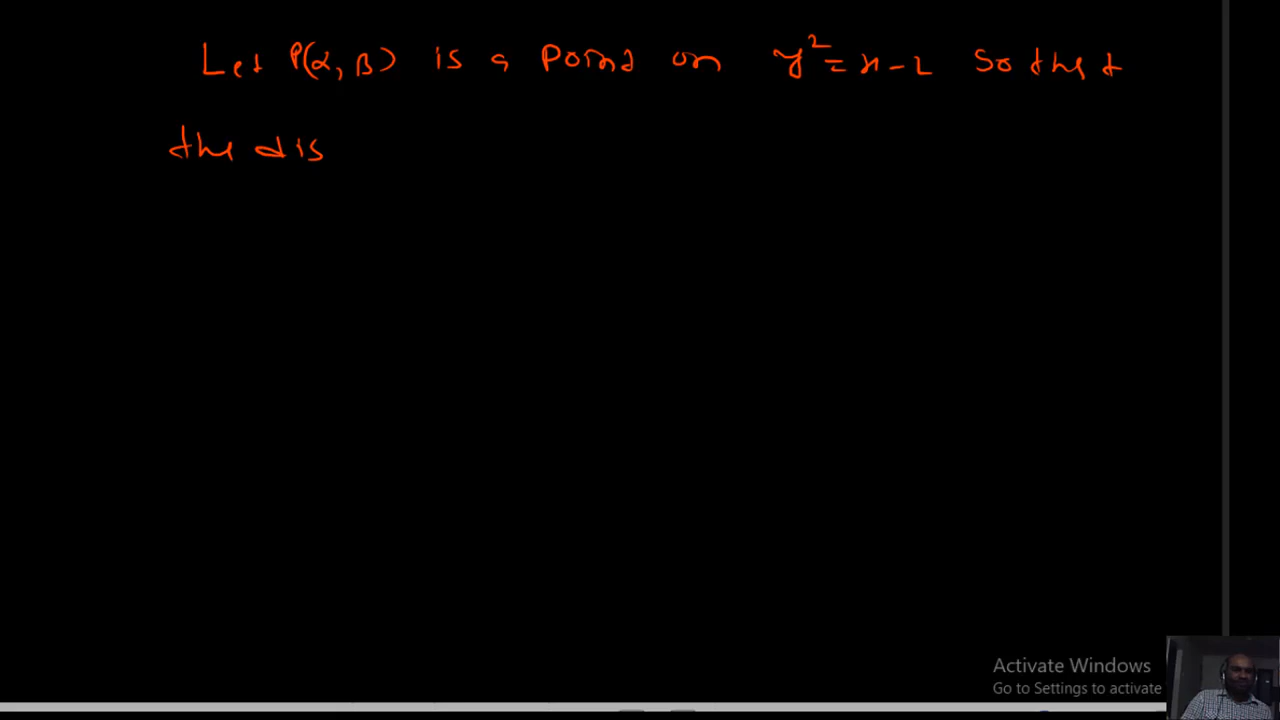 Let P(α, β) is a point on y² = x - 2 so that
the dis
Activate Windows
Go to Settings to activate